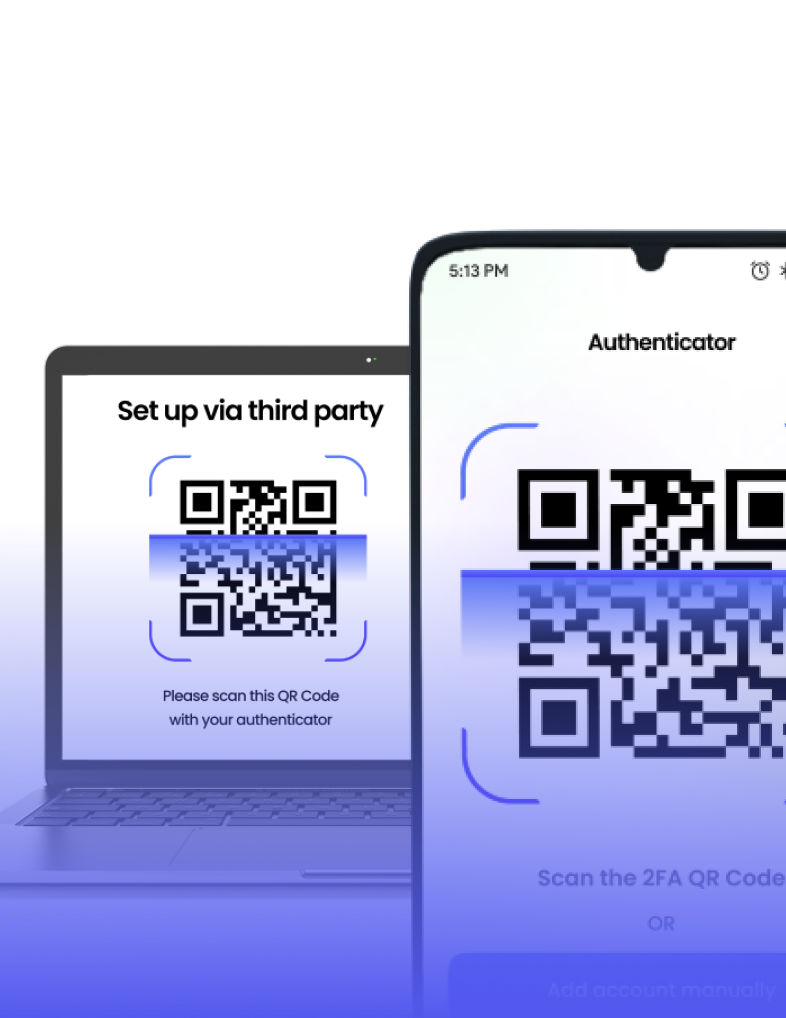 5:13 PM
Authenticator
Set up via third party
Please scan this QR Code
with your authenticator
Scan the 2FA QR Code
OR
Add account manually